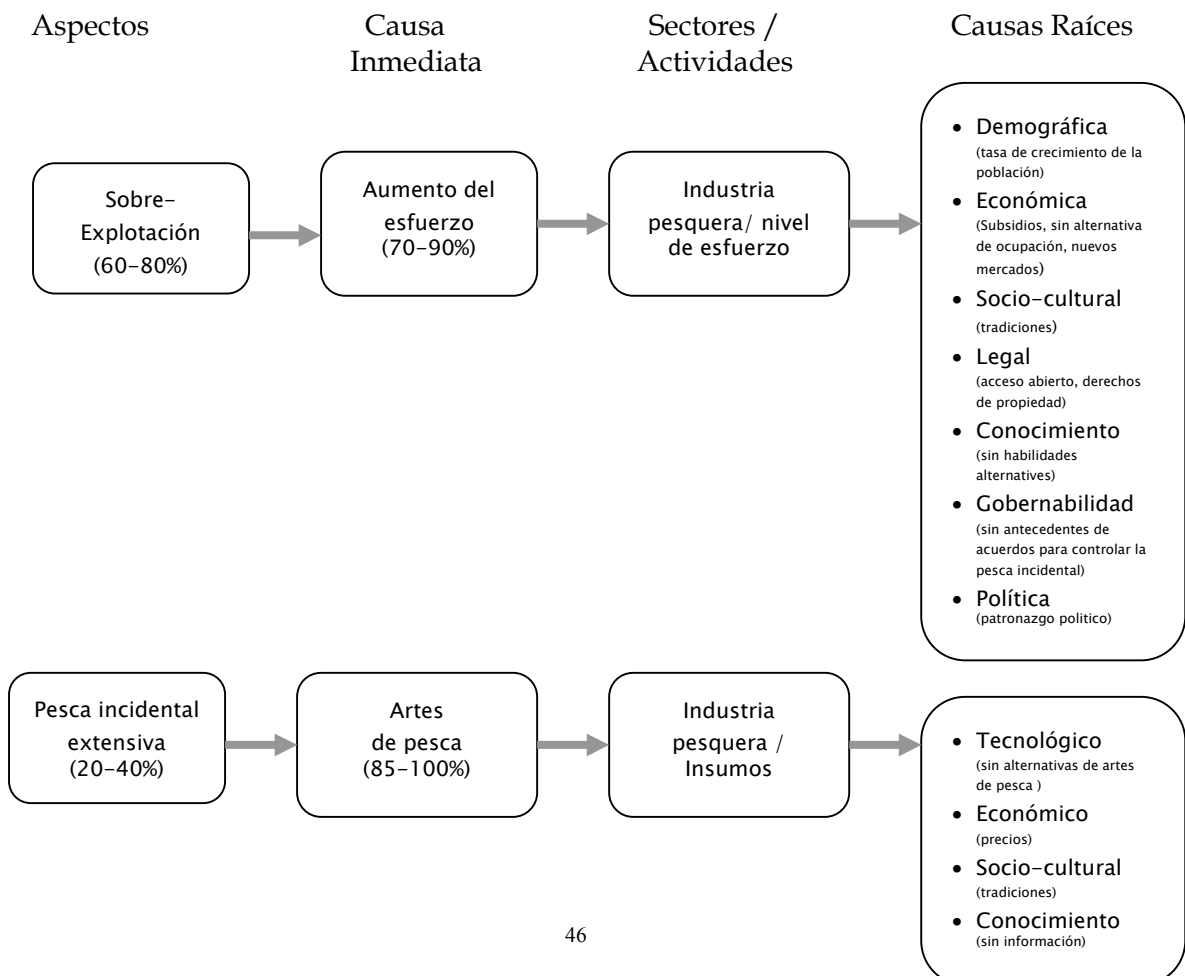 Aspectos
Causa
Inmediata
Sectores /
Actividades
Causas Raíces
Sobre-
Explotación
(60-80%)
Aumento del
esfuerzo
(70-90%)
Industria
pesquera/ nivel
de esfuerzo
• Demográfica
(tasa de crecimiento de la
población)
• Económica
(Subsidios, sin alternativa
de ocupación, nuevos
mercados)
• Socio-cultural
(tradiciones)
• Legal
(acceso abierto, derechos
de propiedad)
• Conocimiento
(sin habilidades
alternatives)
• Gobernabilidad
(sin antecedentes de
acuerdos para controlar la
pesca incidental)
• Política
(patronazgo politico)
Pesca incidental
extensiva
(20-40%)
Artes
de pesca
(85-100%)
Industria
pesquera /
Insumos
• Tecnológico
(sin alternativas de artes
de pesca )
• Económico
(precios)
• Socio-cultural
(tradiciones)
• Conocimiento
(sin información)
46